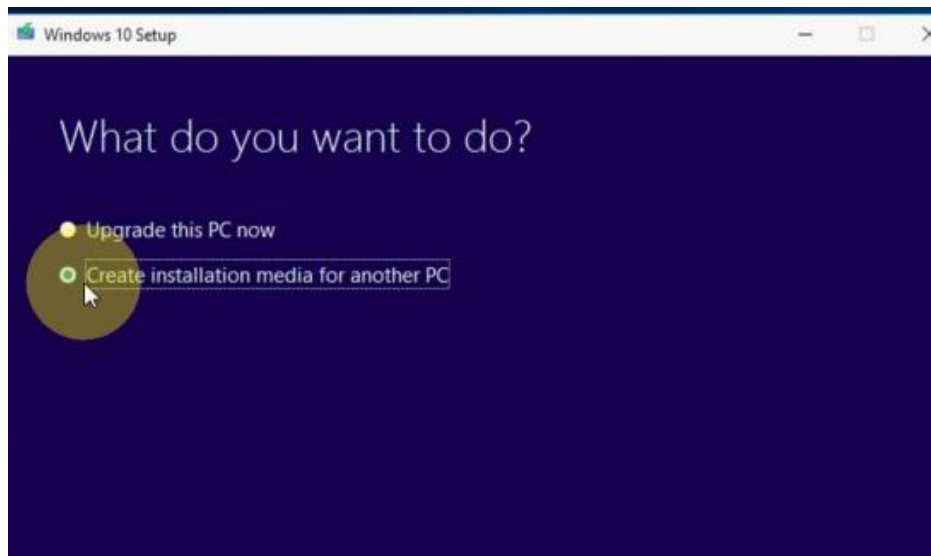 Windows 10 Setup
What do you want to do?
Upgrade this PC now
Create installation media for another PC